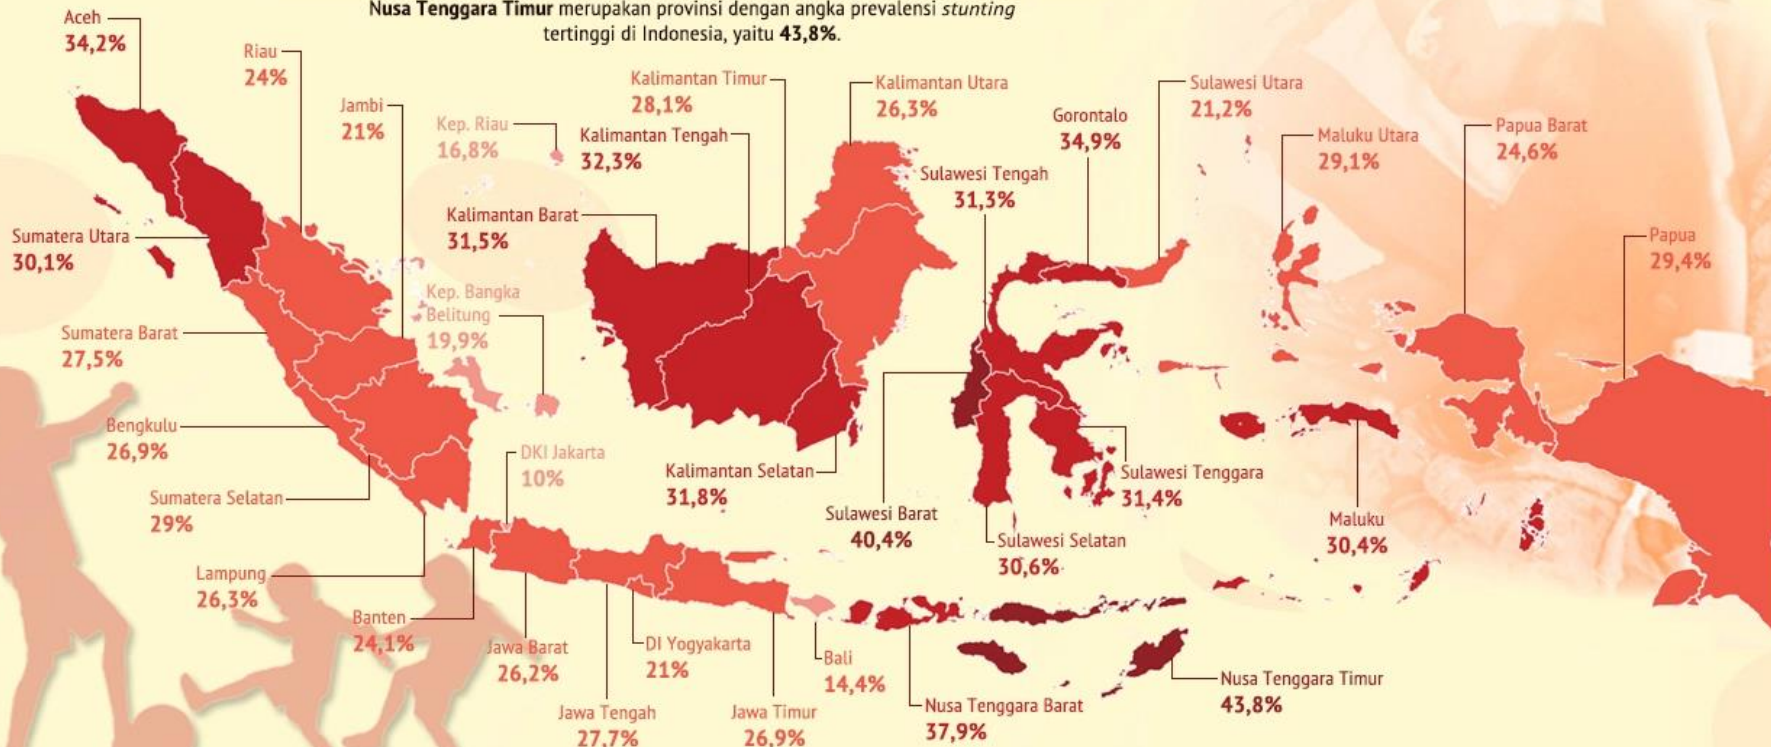 Nusa Tenggara Timur merupakan provinsi dengan angka prevalensi stunting
tertinggi di Indonesia, yaitu 43,8%.
Aceh
34,2%
Riau
24%
Jambi
21%
Kep. Riau
16,8%
Kalimantan Timur
28,1%
Kalimantan Tengah
32,3%
Kalimantan Barat
31,5%
Kalimantan Utara
26,3%
Sulawesi Tengah
31,3%
Gorontalo
34,9%
Sulawesi Utara
21,2%
Maluku Utara
29,1%
Papua Barat
24,6%
Papua
29,4%
Sumatera Utara
30,1%
Kep. Bangka
Belitung
19,9%
Sumatera Barat
27,5%
Bengkulu
26,9%
Sumatera Selatan
29%
Lampung
26,3%
Banten
24,1%
DKI Jakarta
10%
Jawa Barat
26,2%
Jawa Tengah
27,7%
DI Yogyakarta
21%
Jawa Timur
26,9%
Bali
14,4%
Kalimantan Selatan
31,8%
Sulawesi Barat
40,4%
Sulawesi Selatan
30,6%
Sulawesi Tenggara
31,4%
Maluku
30,4%
Nusa Tenggara Barat
37,9%
Nusa Tenggara Timur
43,8%